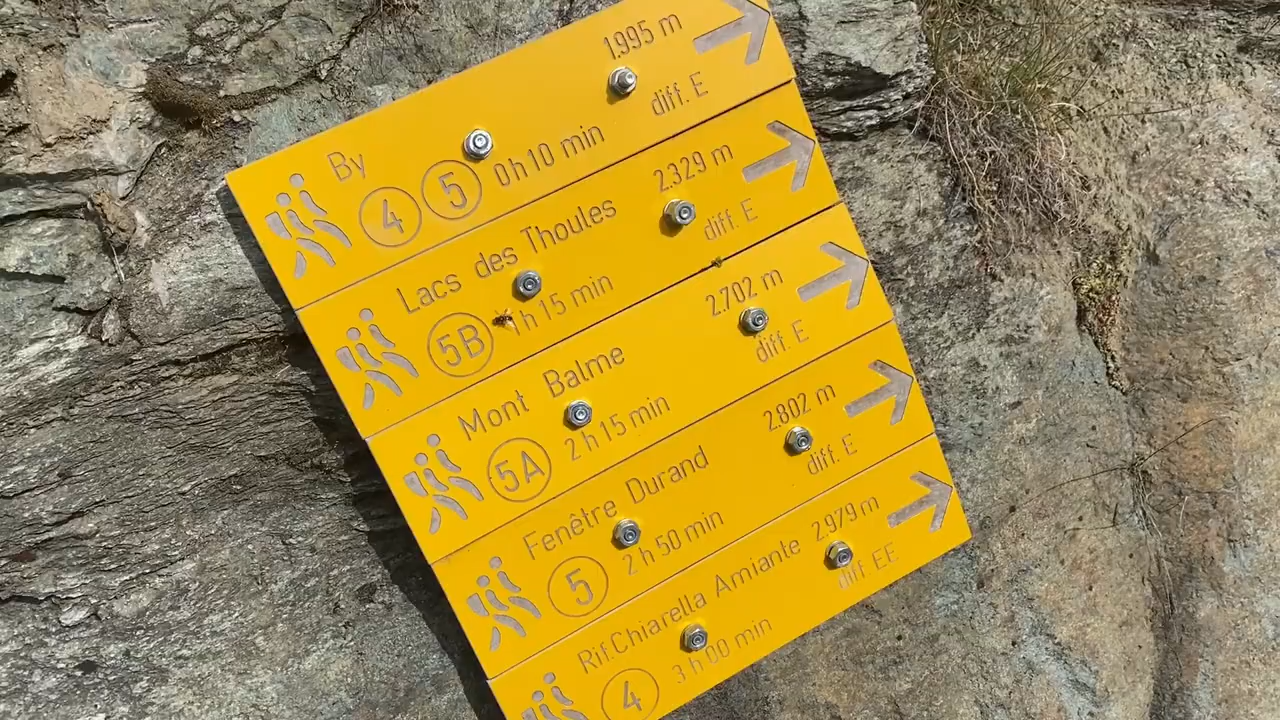 By 1.995 m
4 5 0h10 min diff. E
Lacs des Thoules 2.329 m
5B 1h 15 min diff. E
Mont Balme 2.702 m
5A 2 h 15 min diff. E
Fenêtre Durand 2.802 m
5 2 h 50 min diff. E
Rif.Chiarella Amiante 2.979 m
4 3 h 00 min diff EE